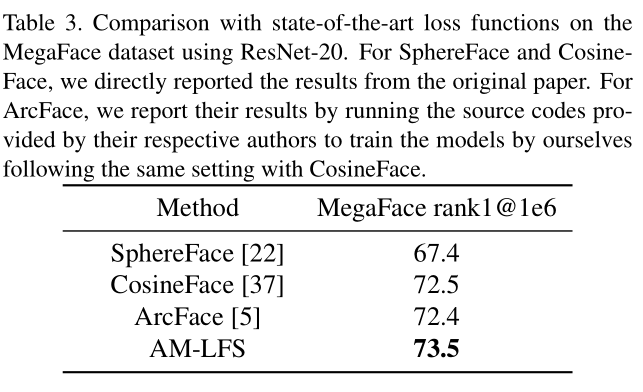 Table 3. Comparison with state-of-the-art loss functions on the
MegaFace dataset using ResNet-20. For SphereFace and Cosine-
Face, we directly reported the results from the original paper. For
ArcFace, we report their results by running the source codes pro-
vided by their respective authors to train the models by ourselves
following the same setting with CosineFace.
Method MegaFace rank1@1e6
SphereFace [22] 67.4
CosineFace [37] 72.5
ArcFace [5] 72.4
AM-LFS 73.5